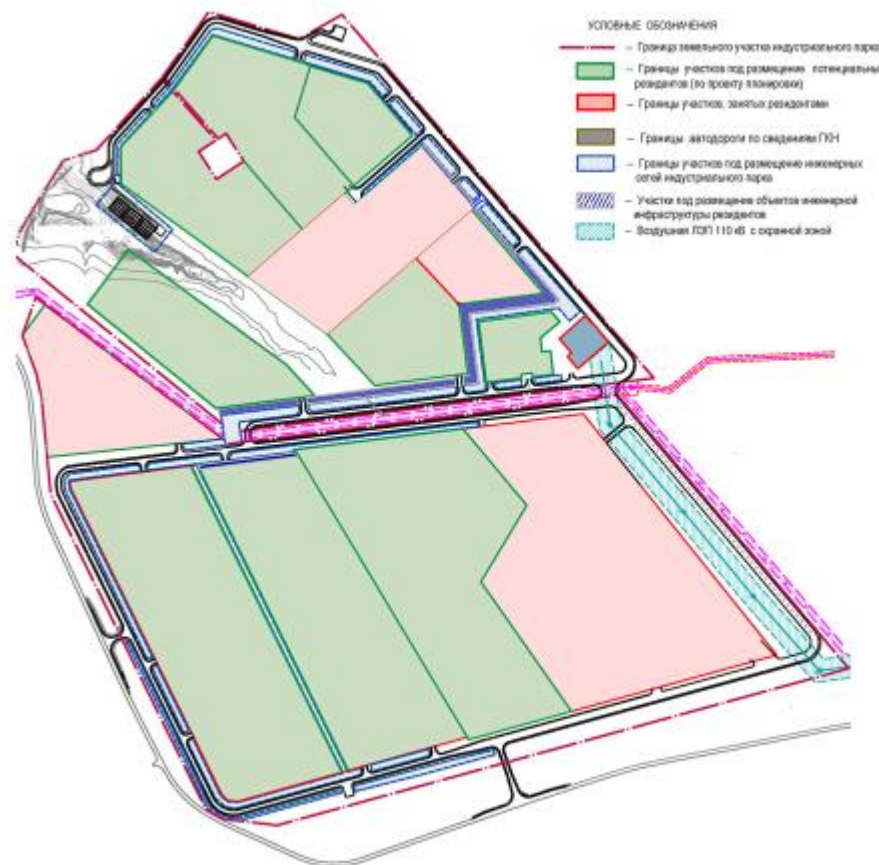 УСЛОВНЫЕ ОБОЗНАЧЕНИЯ
– Граница земельного участка индустриального парка
– Границы участков под размещение потенциальны
резидентов (по проекту планировки)
– Границы участков, занятых резидентами
– Границы автодороги по сведениям ГКН
– Границы участков под размещение инженерных
сетей индустриального парка
– Участки под размещение объектов инженерной
инфраструктуры резидентов
– Воздушная ЛЭП 110 кВ с охранной зоной